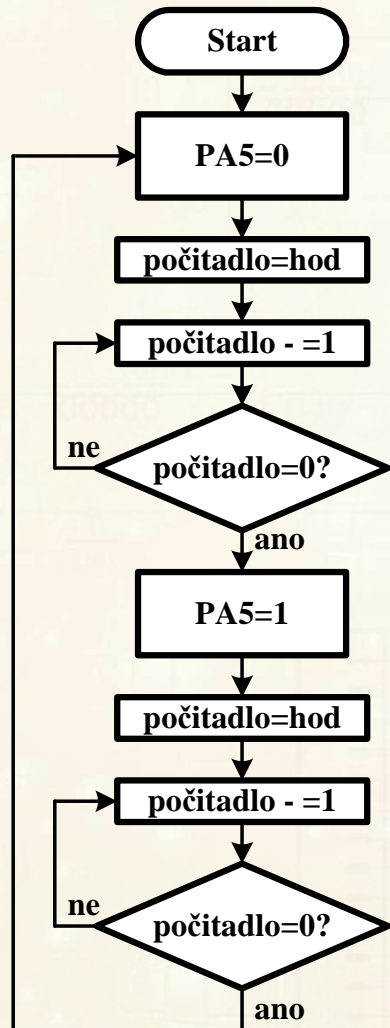 Start
PA5=0
počitadlo=hod
počitadlo - =1
počitadlo=0?
ne
ano
PA5=1
počitadlo=hod
počitadlo - =1
počitadlo=0?
ne
ano